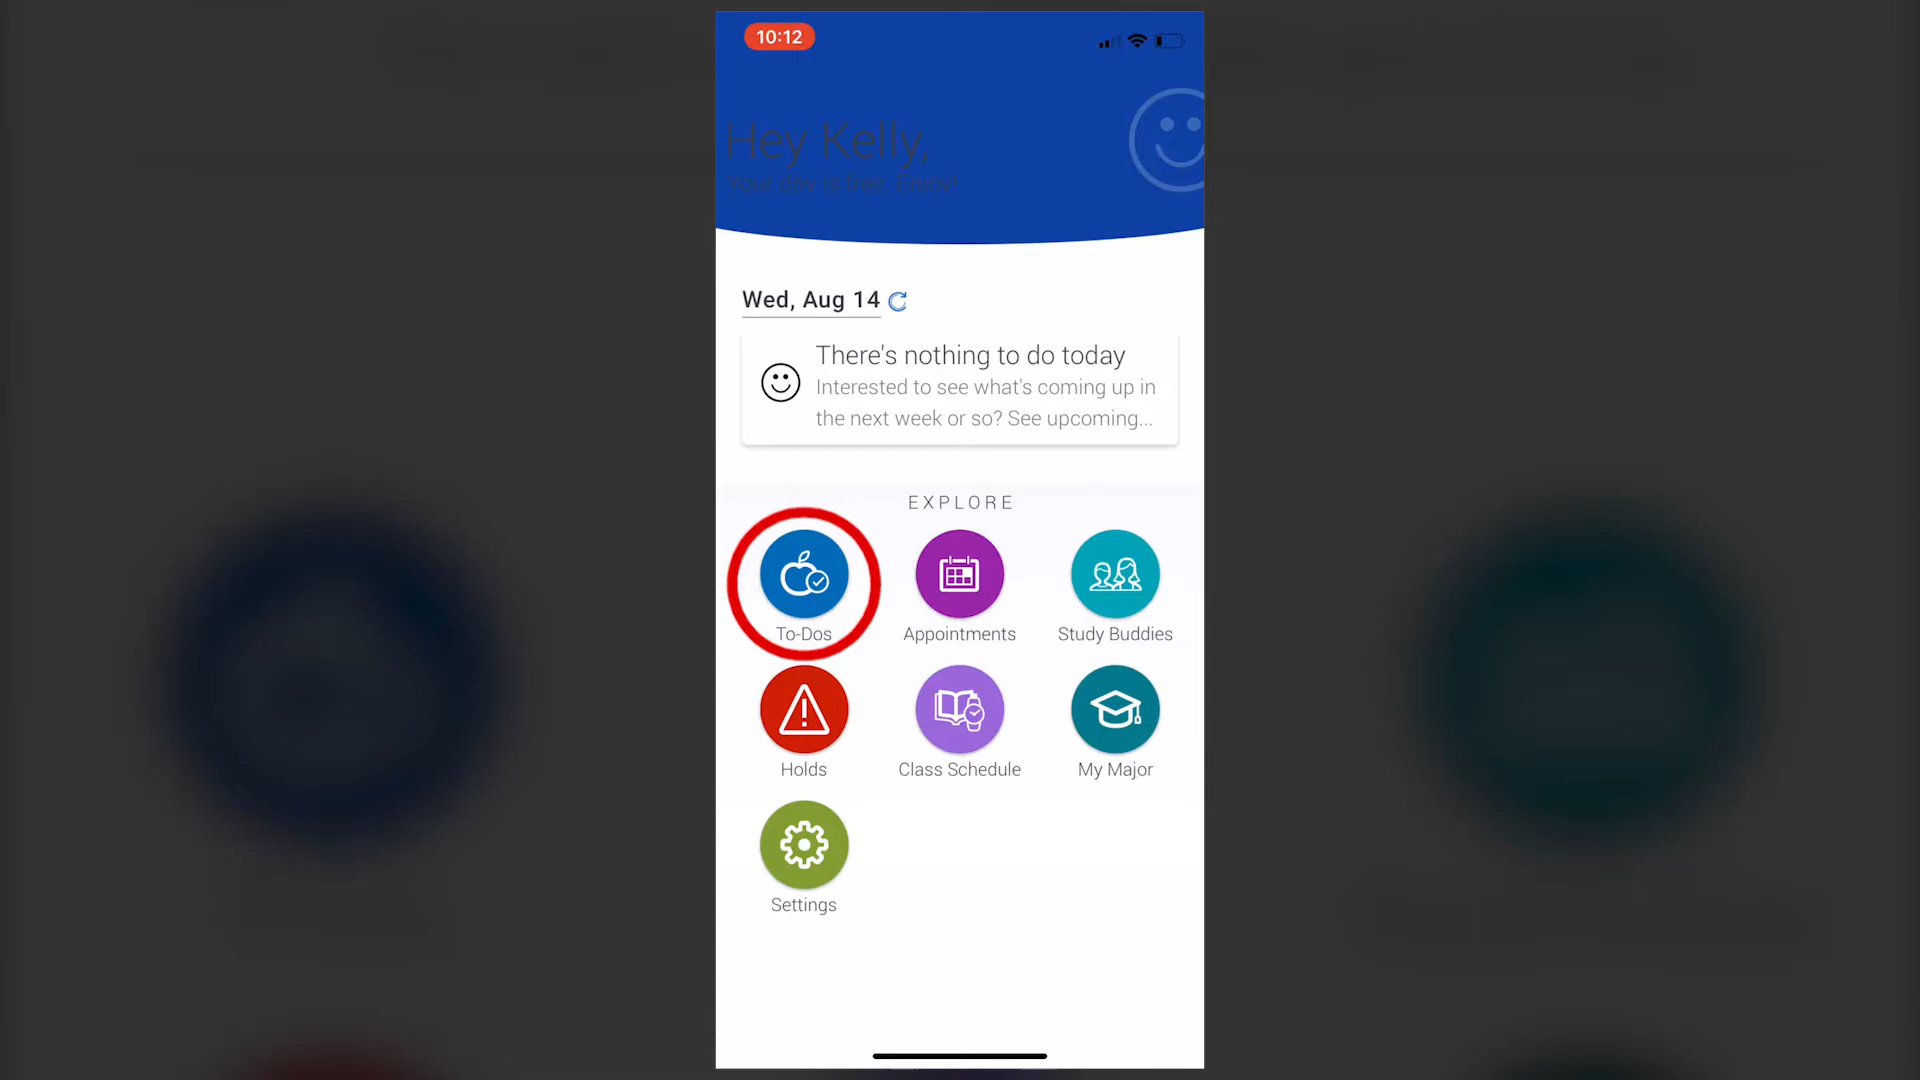 10:12
Hey Kelly,
Your day is free. Enjoy!
Wed, Aug 14
There's nothing to do today
Interested to see what's coming up in
the next week or so? See upcoming...
EXPLORE
To-Dos
Appointments
Study Buddies
Holds
Class Schedule
My Major
Settings